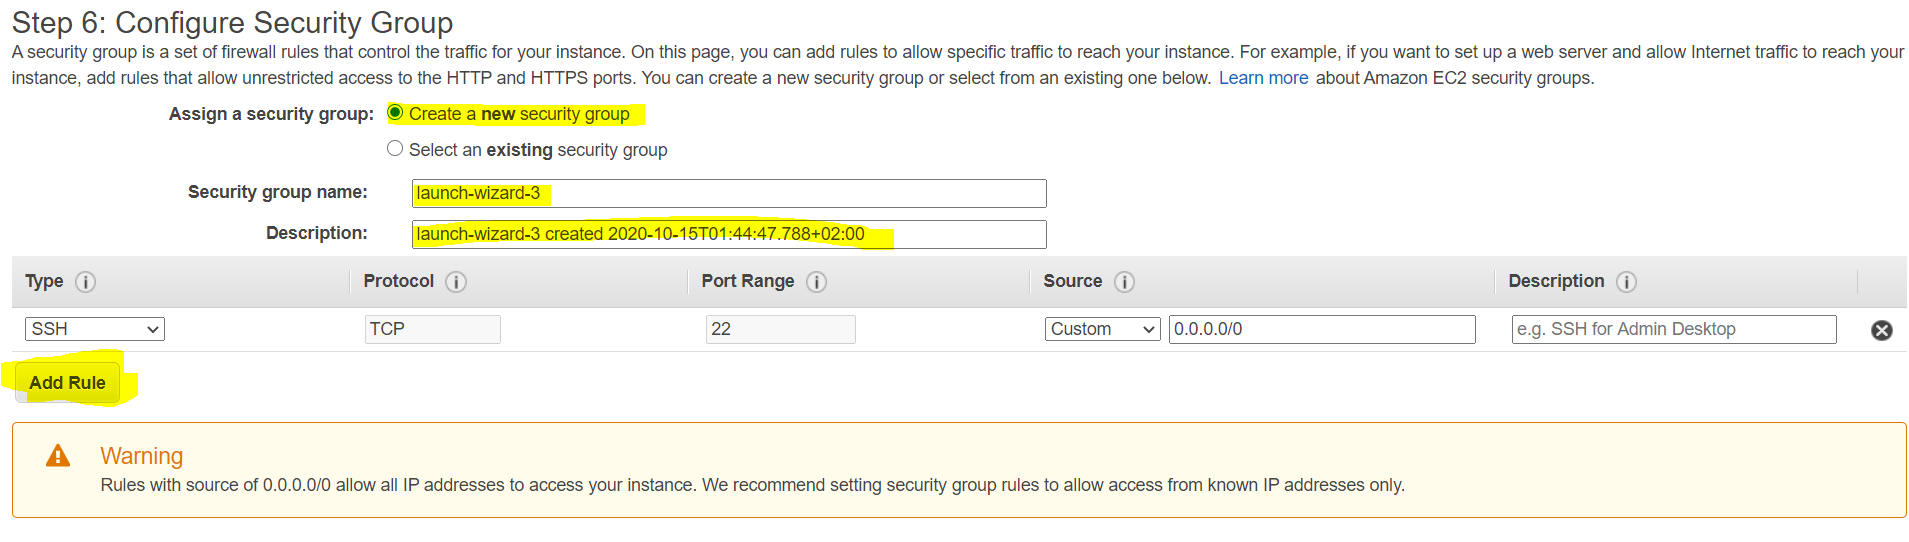 Step 6: Configure Security Group
A security group is a set of firewall rules that control the traffic for your instance. On this page, you can add rules to allow specific traffic to reach your instance. For example, if you want to set up a web server and allow Internet traffic to reach your
instance, add rules that allow unrestricted access to the HTTP and HTTPS ports. You can create a new security group or select from an existing one below. Learn more about Amazon EC2 security groups.
Assign a security group: Create a new security group
Select an existing security group
Security group name: launch-wizard-3
Description: launch-wizard-3 created 2020-10-15T01:44:47.788+02:00
Type i Protocol i Port Range i Source i Description i
SSH TCP 22 Custom 0.0.0.0/0 e.g. SSH for Admin Desktop
Add Rule
Warning
Rules with source of 0.0.0.0/0 allow all IP addresses to access your instance. We recommend setting security group rules to allow access from known IP addresses only.